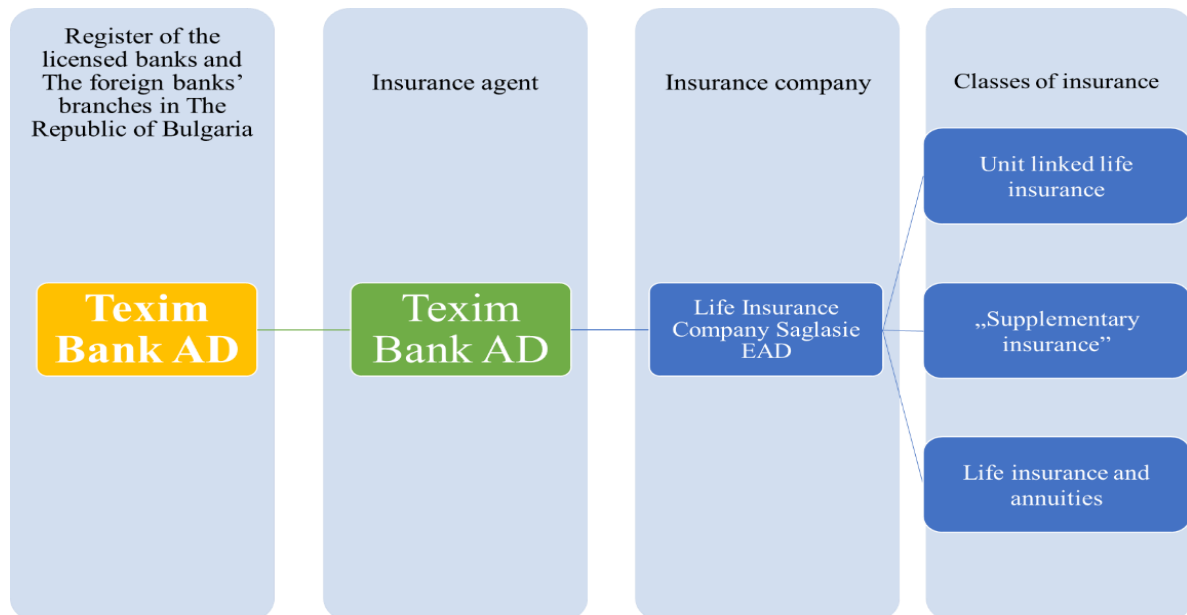 Register of the
licensed banks and
The foreign banks'
branches in The
Republic of Bulgaria
Insurance agent
Insurance company
Classes of insurance
Texim
Bank AD
Texim
Bank AD
Life Insurance
Company Saglasie
EAD
Unit linked life
insurance
„Supplementary
insurance”
Life insurance and
annuities